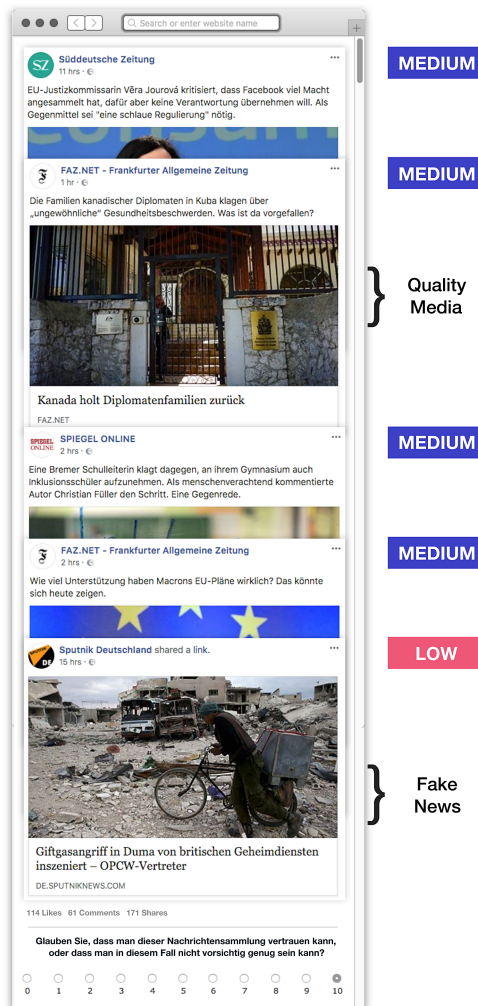 Search or enter website name
SZ
Süddeutsche Zeitung
11 hrs
MEDIUM
EU-Justizkommissarin Věra Jourová kritisiert, dass Facebook viel Macht
angesammelt hat, dafür aber keine Verantwortung übernehmen will. Als
Gegenmittel sei "eine schlaue Regulierung" nötig.
FAZ.NET - Frankfurter Allgemeine Zeitung
1 hr
MEDIUM
Die Familien kanadischer Diplomaten in Kuba klagen über
„ungewöhnliche“ Gesundheitsbeschwerden. Was ist da vorgefallen?
Quality
Media
Kanada holt Diplomatenfamilien zurück
FAZ.NET
SPIEGEL
ONLINE
SPIEGEL ONLINE
2 hrs
MEDIUM
Eine Bremer Schulleiterin klagt dagegen, an ihrem Gymnasium auch
Inklusionsschüler aufzunehmen. Als menschenverachtend kommentierte
Autor Christian Füller den Schritt. Eine Gegenrede.
FAZ.NET - Frankfurter Allgemeine Zeitung
2 hrs
MEDIUM
Wie viel Unterstützung haben Macrons EU-Pläne wirklich? Das könnte
sich heute zeigen.
DE
Sputnik Deutschland shared a link.
15 hrs
LOW
Fake
News
Giftgasangriff in Duma von britischen Geheimdiensten
inszeniert – OPCW-Vertreter
DE.SPUTNIKNEWS.COM
114 Likes 61 Comments 171 Shares
Glauben Sie, dass man dieser Nachrichtensammlung vertrauen kann,
oder dass man in diesem Fall nicht vorsichtig genug sein kann?
0 1 2 3 4 5 6 7 8 9 10